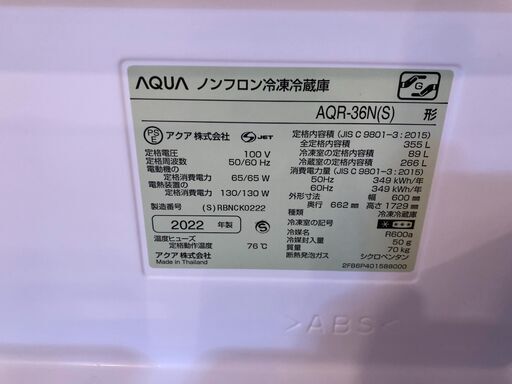 AQUA ノンフロン冷凍冷蔵庫
AQR-36N(S) 形
G
PS E アクア株式会社 S JET
定格電圧 100 V
定格周波数 50/60 Hz
電動機の
定格消費電力 65/65 W
電熱装置の
定格消費電力 130/130 W
製造番号 (S)RBNCK0222
2022 年製
温度ヒューズ
定格動作温度 76℃
アクア株式会社
Made in Thailand
定格内容積 (JIS C 9801-3:2015)
全定格内容積 355 L
冷凍室の定格内容積 89 L
冷蔵室の定格内容積 266 L
消費電力量 (JIS C 9801-3:2015)
50Hz 349 kWh/年
60Hz 349 kWh/年
外形寸法 幅 600 mm
奥行 662 mm 高さ 1729 mm
種類 冷凍冷蔵庫
冷凍室の記号
冷媒名 R600a
冷媒封入量 50 g
質量 70 kg
断熱発泡ガス シクロペンタン
2FB6P401588000
>ABS<